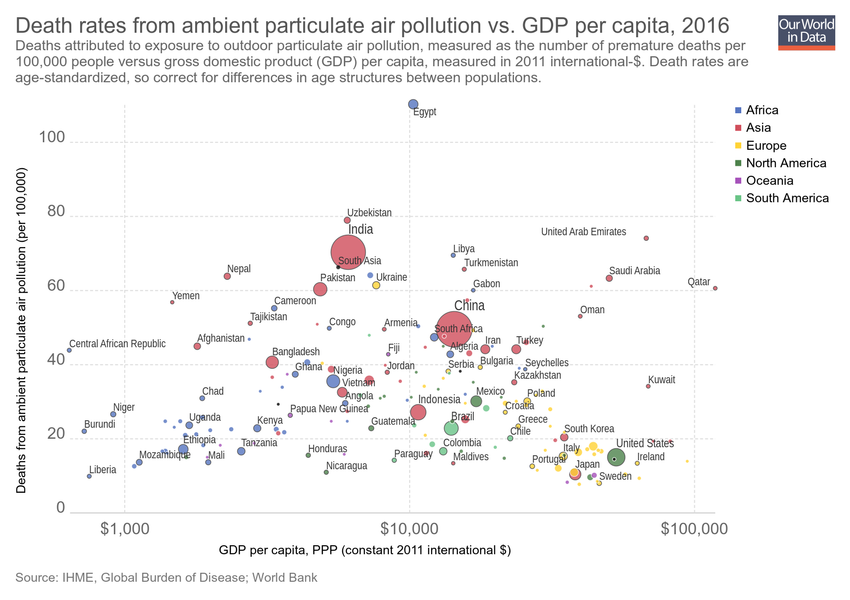 Death rates from ambient particulate air pollution vs. GDP per capita, 2016
Our World
in Data
Deaths attributed to exposure to outdoor particulate air pollution, measured as the number of premature deaths per
100,000 people versus gross domestic product (GDP) per capita, measured in 2011 international-$. Death rates are
age-standardized, so correct for differences in age structures between populations.
Africa
Asia
Europe
North America
Oceania
South America
Deaths from ambient air pollution (per 100,000)
100
80
60
40
20
0
Egypt
Uzbekistan
India
South Asia
United Arab Emirates
Libya
Turkmenistan
Nepal
Pakistan
Ukraine
Gabon
Saudi Arabia
Qatar
Yemen
Cameroon
China
Oman
Tajikistan
Congo
Armenia
South Africa
Central African Republic
Afghanistan
Fiji
Algeria
Iran
Turkey
Bangladesh
Ghana
Nigeria
Jordan
Serbia
Bulgaria
Seychelles
Vietnam
Kazakhstan
Kuwait
Chad
Angola
Indonesia
Mexico
Poland
Niger
Papua New Guinea
Croatia
Burundi
Uganda
Kenya
Guatemala
Brazil
Greece
Ethiopia
Tanzania
Colombia
Chile
South Korea
Mozambique
Mali
Honduras
Paraguay
Maldives
Italy
United States
Liberia
Nicaragua
Portugal
Japan
Ireland
Sweden
$1,000
$10,000
$100,000
GDP per capita, PPP (constant 2011 international $)
Source: IHME, Global Burden of Disease; World Bank